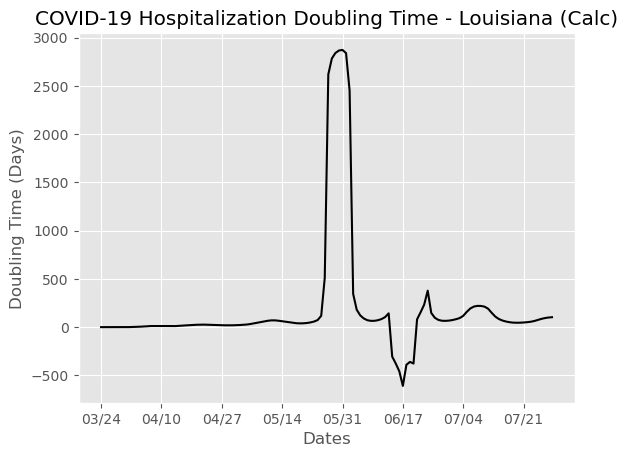 COVID-19 Hospitalization Doubling Time - Louisiana (Calc)
Doubling Time (Days)
3000
2500
2000
1500
1000
500
0
−500
03/24 04/10 04/27 05/14 05/31 06/17 07/04 07/21
Dates